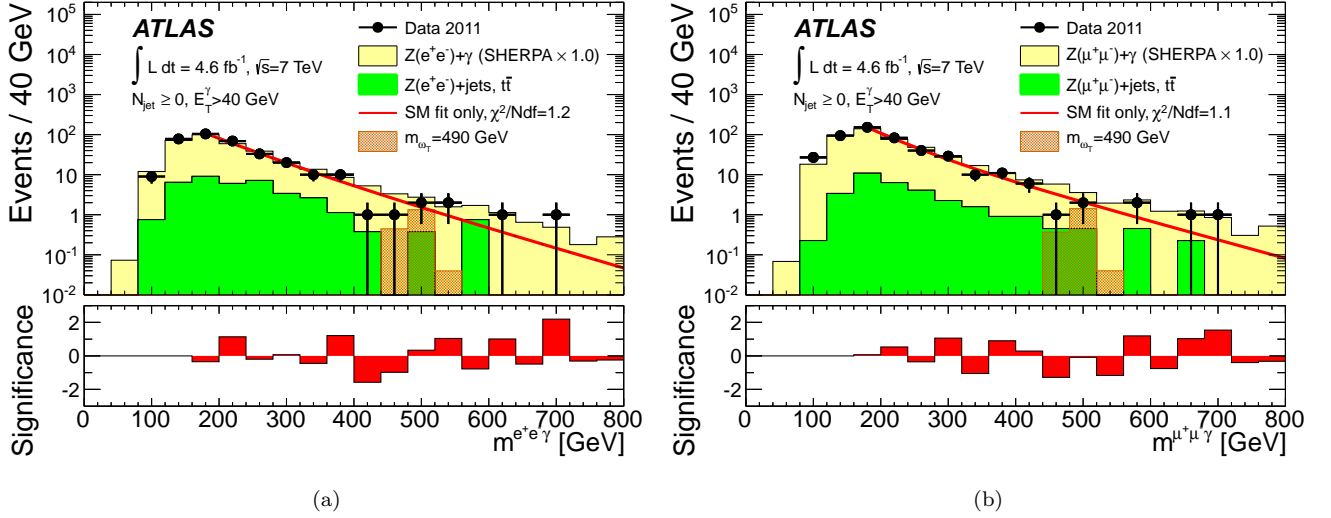 ATLAS
∫ L dt = 4.6 fb⁻¹, √s=7 TeV
N_jet ≥ 0, E_T^γ>40 GeV
Data 2011
Z(e⁺e⁻)+γ (SHERPA × 1.0)
Z(e⁺e⁻)+jets, tt̄
SM fit only, χ²/Ndf=1.2
m_ω_T=490 GeV
Events / 40 GeV
10⁵
10⁴
10³
10²
10
1
10⁻¹
10⁻²
Significance
2
0
-2
0 100 200 300 400 500 600 700 800
m^e⁺e⁻γ [GeV]
(a)
ATLAS
∫ L dt = 4.6 fb⁻¹, √s=7 TeV
N_jet ≥ 0, E_T^γ>40 GeV
Data 2011
Z(μ⁺μ⁻)+γ (SHERPA × 1.0)
Z(μ⁺μ⁻)+jets, tt̄
SM fit only, χ²/Ndf=1.1
m_ω_T=490 GeV
Events / 40 GeV
10⁵
10⁴
10³
10²
10
1
10⁻¹
10⁻²
Significance
2
0
-2
0 100 200 300 400 500 600 700 800
m^μ⁺μ⁻γ [GeV]
(b)